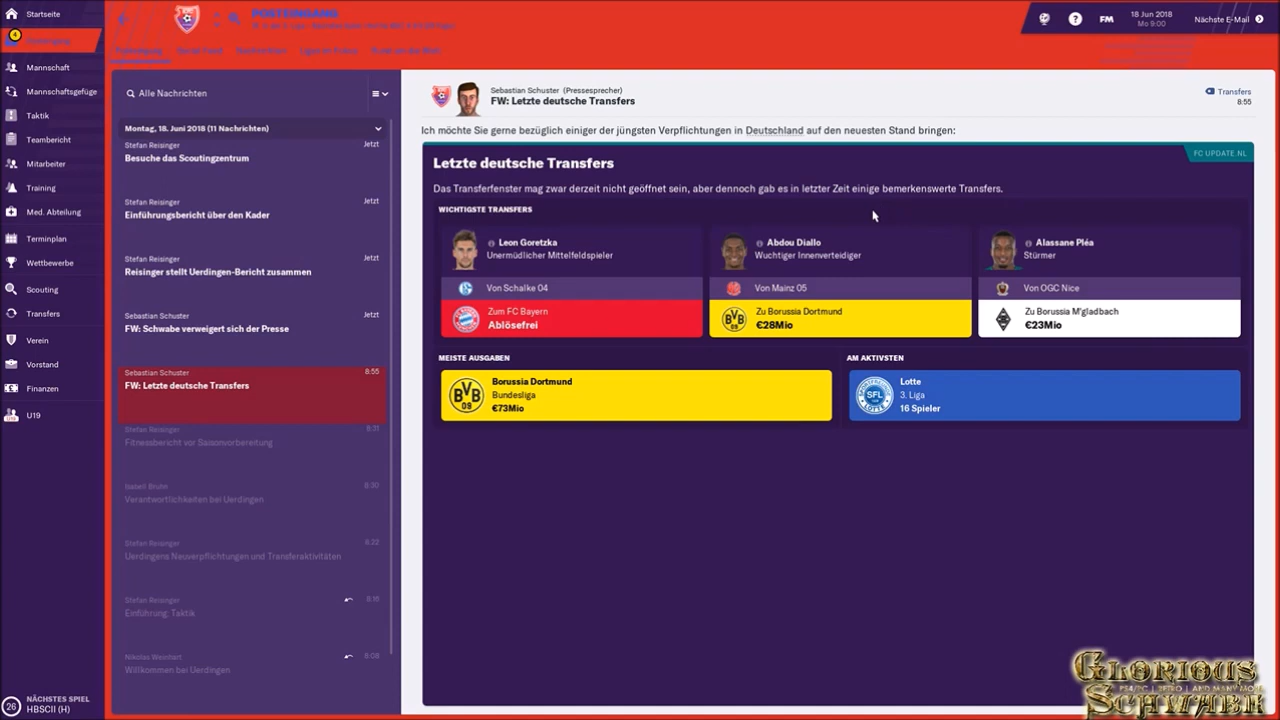 Startseite
POSTEINGANG
18 Jun 2018
Mo 9:00
FM
Nächste E-Mail
4
Mannschaft
Mannschaftsgefüge
Taktik
Teambericht
Mitarbeiter
Training
Med. Abteilung
Terminplan
Wettbewerbe
Scouting
Transfers
Verein
Vorstand
Finanzen
U19
26
NÄCHSTES SPIEL
HBSCII (H)
Alle Nachrichten
Montag, 18. Juni 2018 (11 Nachrichten)
Stefan Reisinger Jetzt
Besuche das Scoutingzentrum
Stefan Reisinger Jetzt
Einführungsbericht über den Kader
Stefan Reisinger Jetzt
Reisinger stellt Uerdingen-Bericht zusammen
Sebastian Schuster Jetzt
FW: Schwabe verweigert sich der Presse
Sebastian Schuster 8:55
FW: Letzte deutsche Transfers
Stefan Reisinger 8:31
Fitnessbericht vor Saisonvorbereitung
Isabell Bluhm 8:30
Verantwortlichkeiten bei Uerdingen
Stefan Reisinger 8:22
Uerdingens Neuverpflichtungen und Transferaktivitäten
Stefan Reisinger 8:16
Einführung: Taktik
8:08
Willkommen bei Uerdingen
Sebastian Schuster (Pressesprecher)
FW: Letzte deutsche Transfers
Transfers
8:55
Ich möchte Sie gerne bezüglich einiger der jüngsten Verpflichtungen in Deutschland auf den neuesten Stand bringen:
Letzte deutsche Transfers
FC UPDATE NL
Das Transferfenster mag zwar derzeit nicht geöffnet sein, aber dennoch gab es in letzter Zeit einige bemerkenswerte Transfers.
WICHTIGSTE TRANSFERS
Leon Goretzka
Unermüdlicher Mittelfeldspieler
Von Schalke 04
Zum FC Bayern
Ablösefrei
Abdou Diallo
Wuchtiger Innenverteidiger
Von Mainz 05
Zu Borussia Dortmund
€28Mio
Alassane Pléa
Stürmer
Von OGC Nice
Zu Borussia M'gladbach
€23Mio
MEISTE AUSGABEN
BVB
09
Borussia Dortmund
Bundesliga
€73Mio
AM AKTIVSTEN
SFL
Lotte
3. Liga
16 Spieler
GLORIOUS
PS4/PC | RETRO | AND MANY MORE
SCHWABE